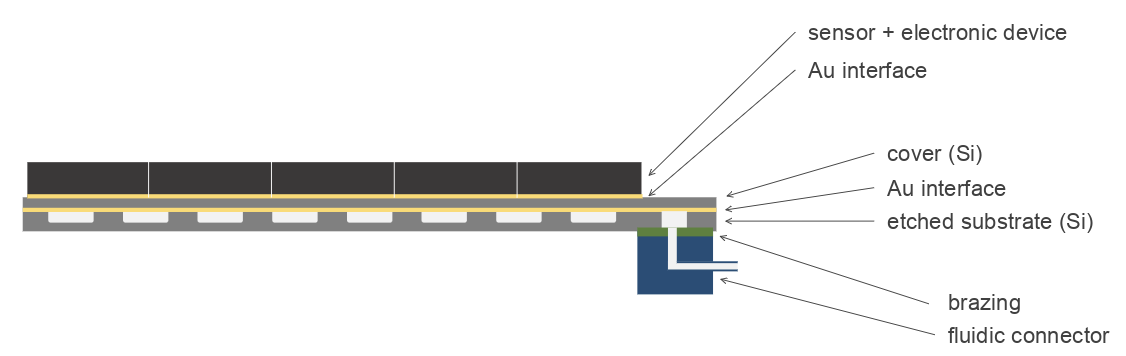 sensor + electronic device
Au interface
cover (Si)
Au interface
etched substrate (Si)
brazing
fluidic connector